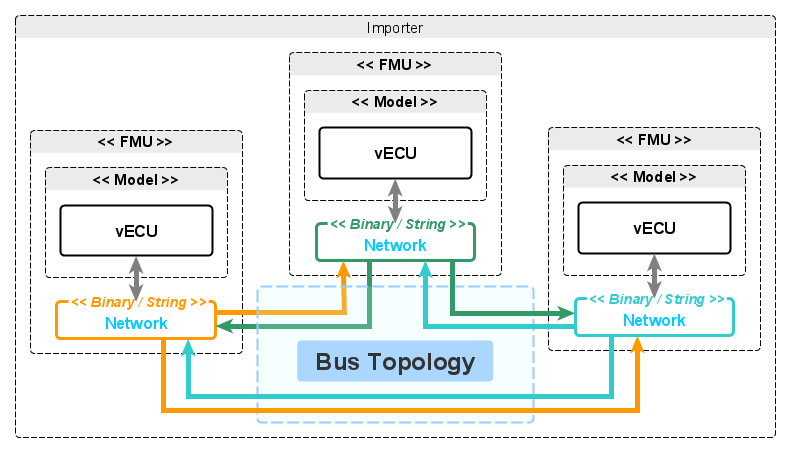 Importer
<< FMU >>
<< Model >>
vECU
<< Binary / String >>
Network
<< FMU >>
<< Model >>
vECU
<< Binary / String >>
Network
<< FMU >>
<< Model >>
vECU
<< Binary / String >>
Network
Bus Topology